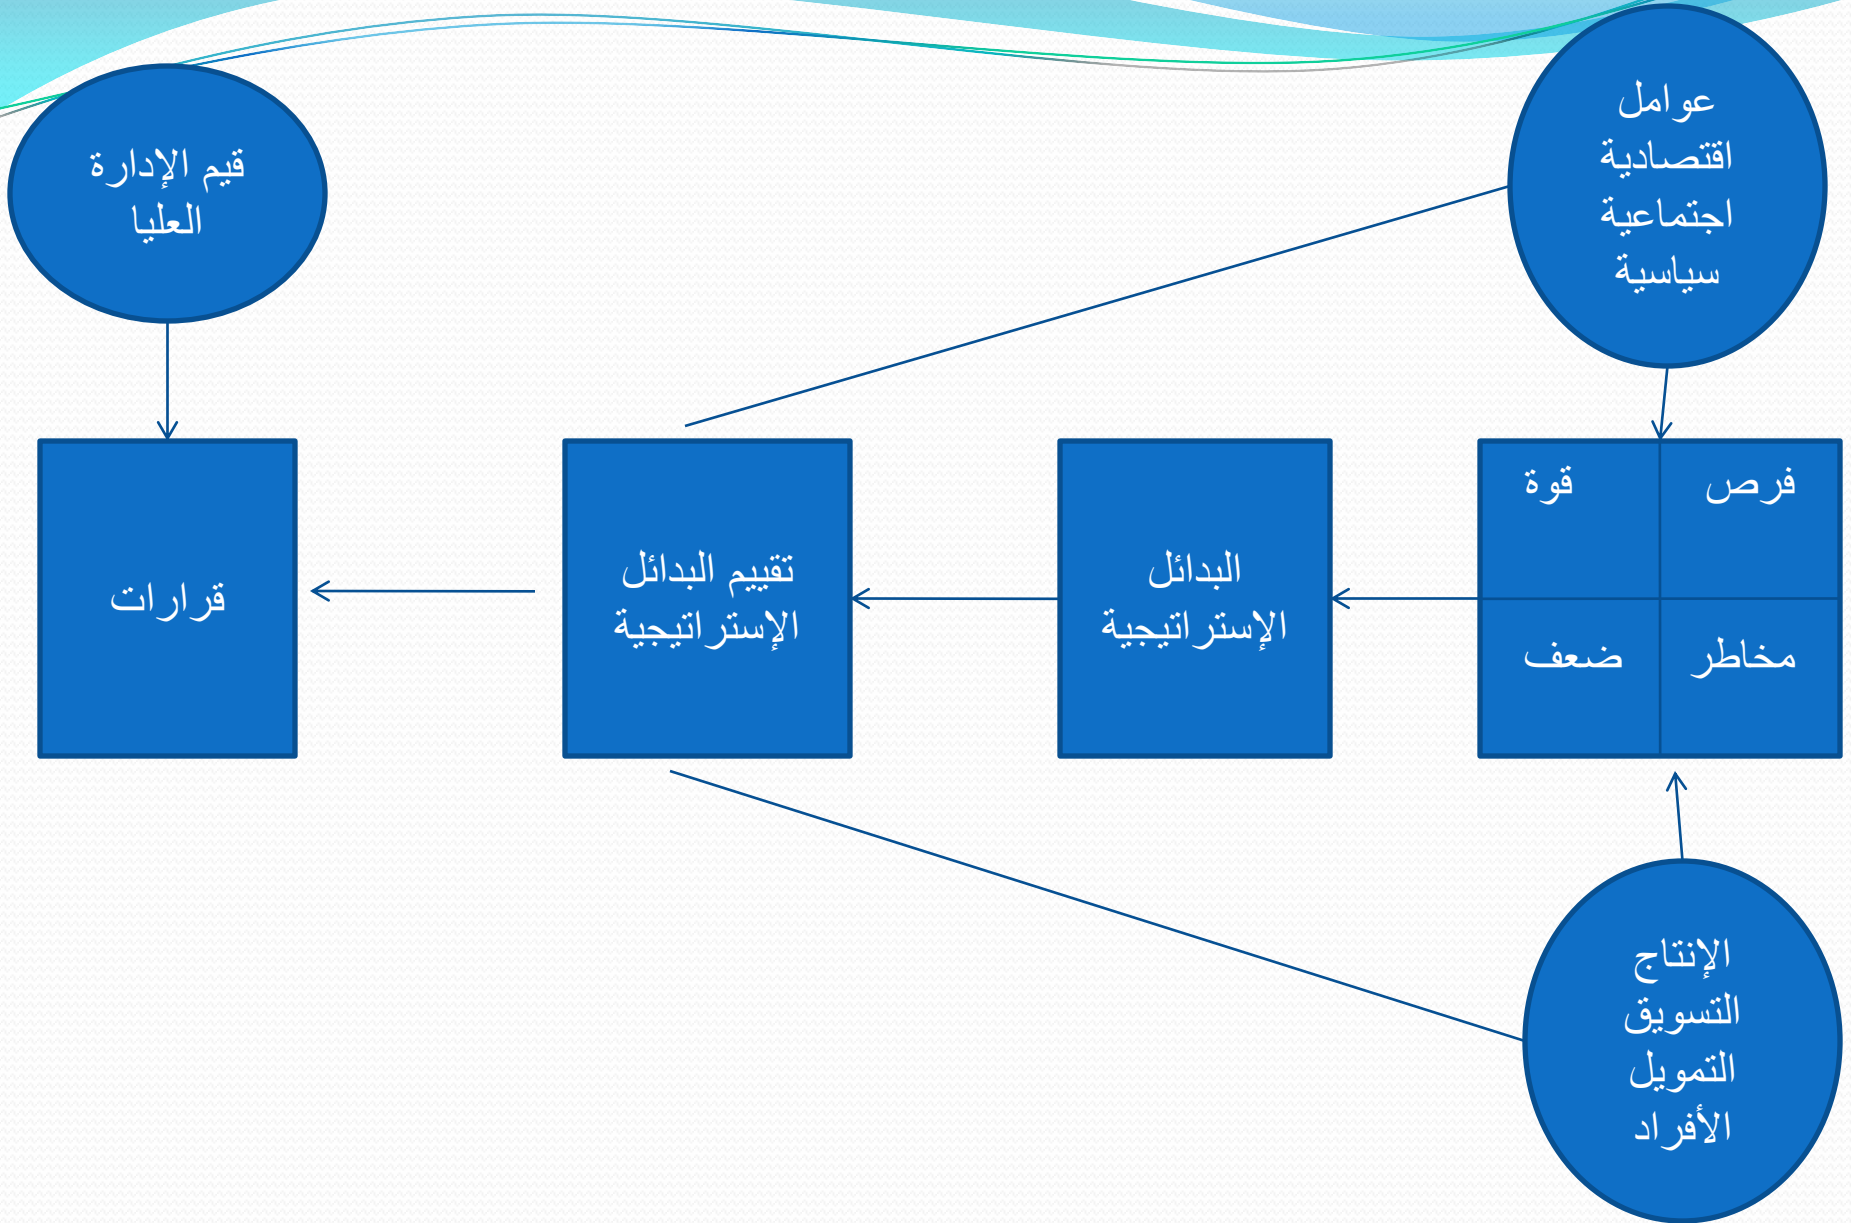 عوامل
اقتصادية
اجتماعية
سياسية
قيم الإدارة
العليا
فرص
قوة
مخاطر
ضعف
البدائل
الإستراتيجية
تقييم البدائل
الإستراتيجية
قرارات
الإنتاج
التسويق
التمويل
الأفراد